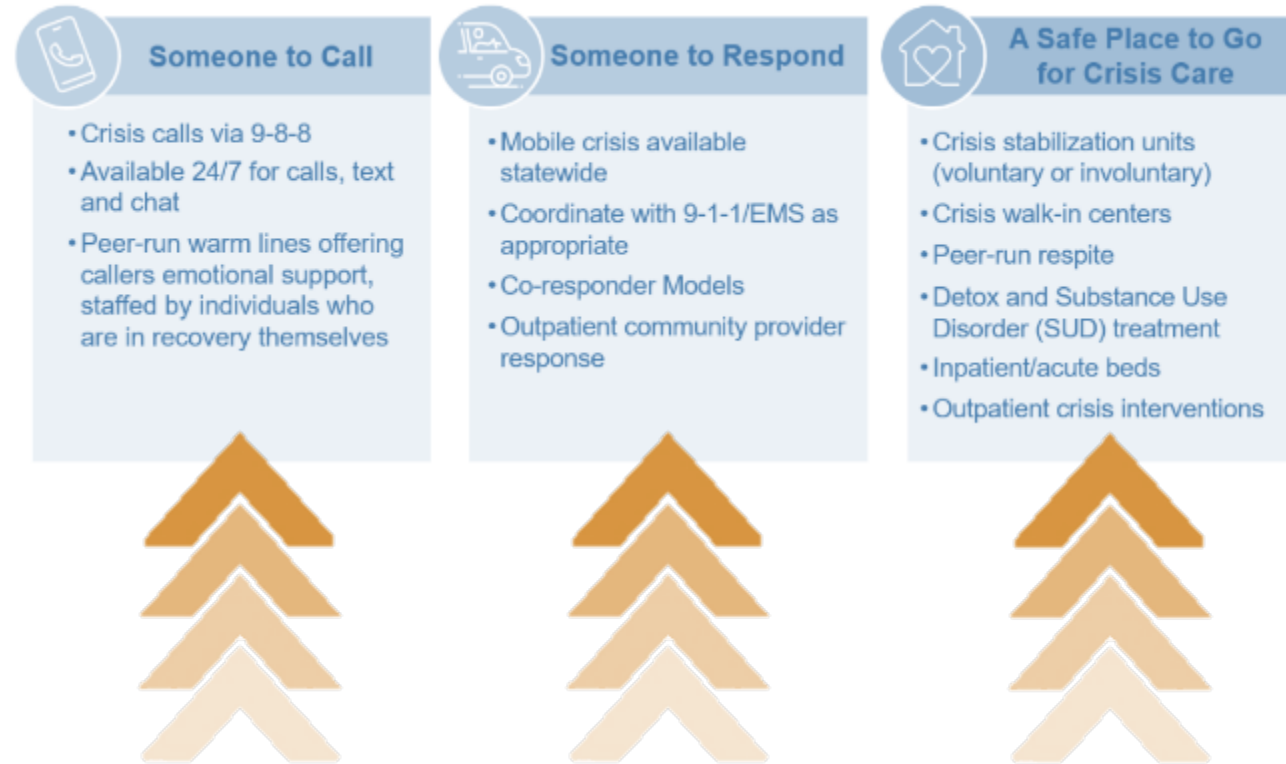 Someone to Call
• Crisis calls via 9-8-8
• Available 24/7 for calls, text
and chat
• Peer-run warm lines offering
callers emotional support,
staffed by individuals who
are in recovery themselves
Someone to Respond
• Mobile crisis available
statewide
• Coordinate with 9-1-1/EMS as
appropriate
• Co-responder Models
• Outpatient community provider
response
A Safe Place to Go
for Crisis Care
• Crisis stabilization units
(voluntary or involuntary)
• Crisis walk-in centers
• Peer-run respite
• Detox and Substance Use
Disorder (SUD) treatment
• Inpatient/acute beds
• Outpatient crisis interventions